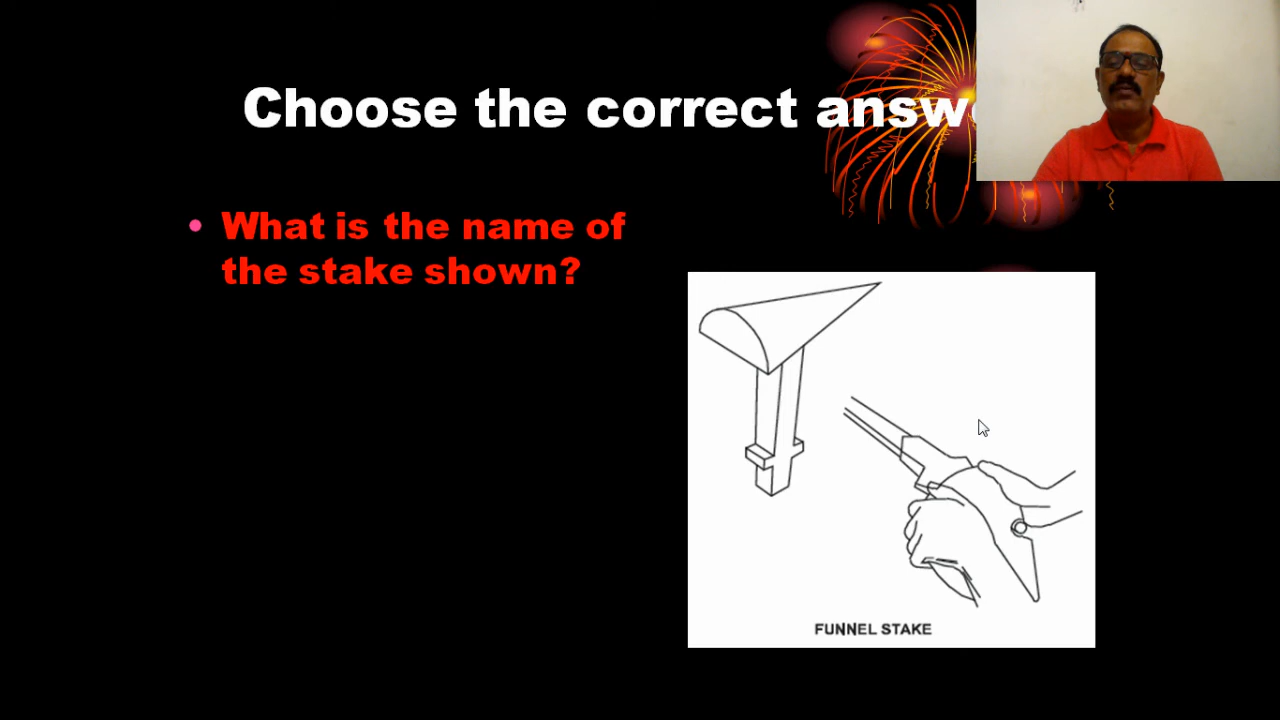 Choose the correct answ
What is the name of
the stake shown?
FUNNEL STAKE